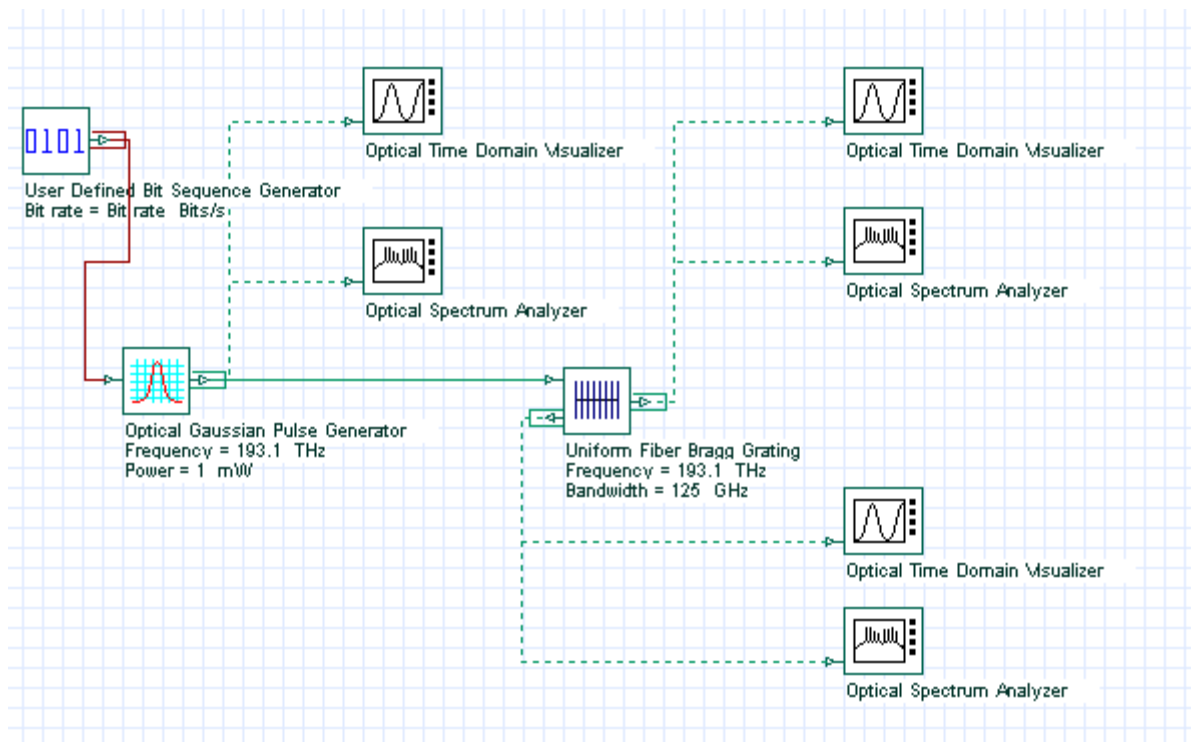 Optical Time Domain Visualizer
Optical Time Domain Visualizer
0101
User Defined Bit Sequence Generator
Bit rate = Bit rate Bits/s
Optical Spectrum Analyzer
Optical Spectrum Analyzer
Optical Gaussian Pulse Generator
Frequency = 193.1 THz
Power = 1 mW
Uniform Fiber Bragg Grating
Frequency = 193.1 THz
Bandwidth = 125 GHz
Optical Time Domain Visualizer
Optical Spectrum Analyzer